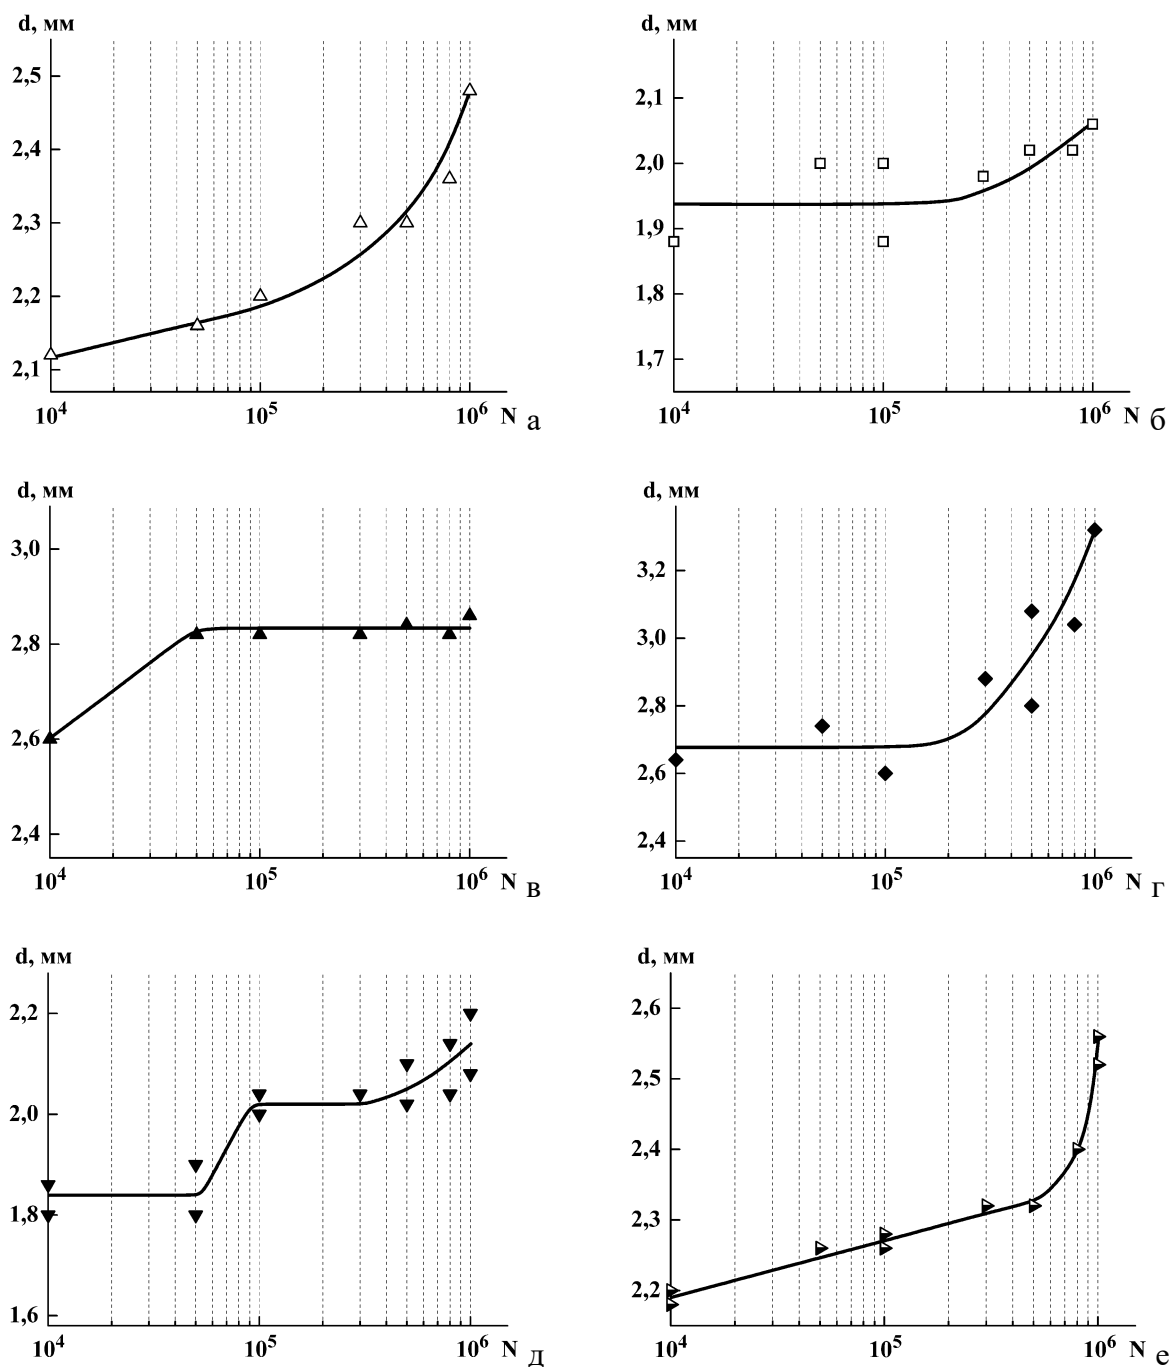 d, мм
2,5
2,4
2,3
2,2
2,1
10⁴ 10⁵ 10⁶ N а
d, мм
2,1
2,0
1,9
1,8
1,7
10⁴ 10⁵ 10⁶ N б
d, мм
3,0
2,8
2,6
2,4
10⁴ 10⁵ 10⁶ N в
d, мм
3,2
3,0
2,8
2,6
2,4
10⁴ 10⁵ 10⁶ N г
d, мм
2,2
2,0
1,8
1,6
10⁴ 10⁵ 10⁶ N д
d, мм
2,6
2,5
2,4
2,3
2,2
10⁴ 10⁵ 10⁶ N е